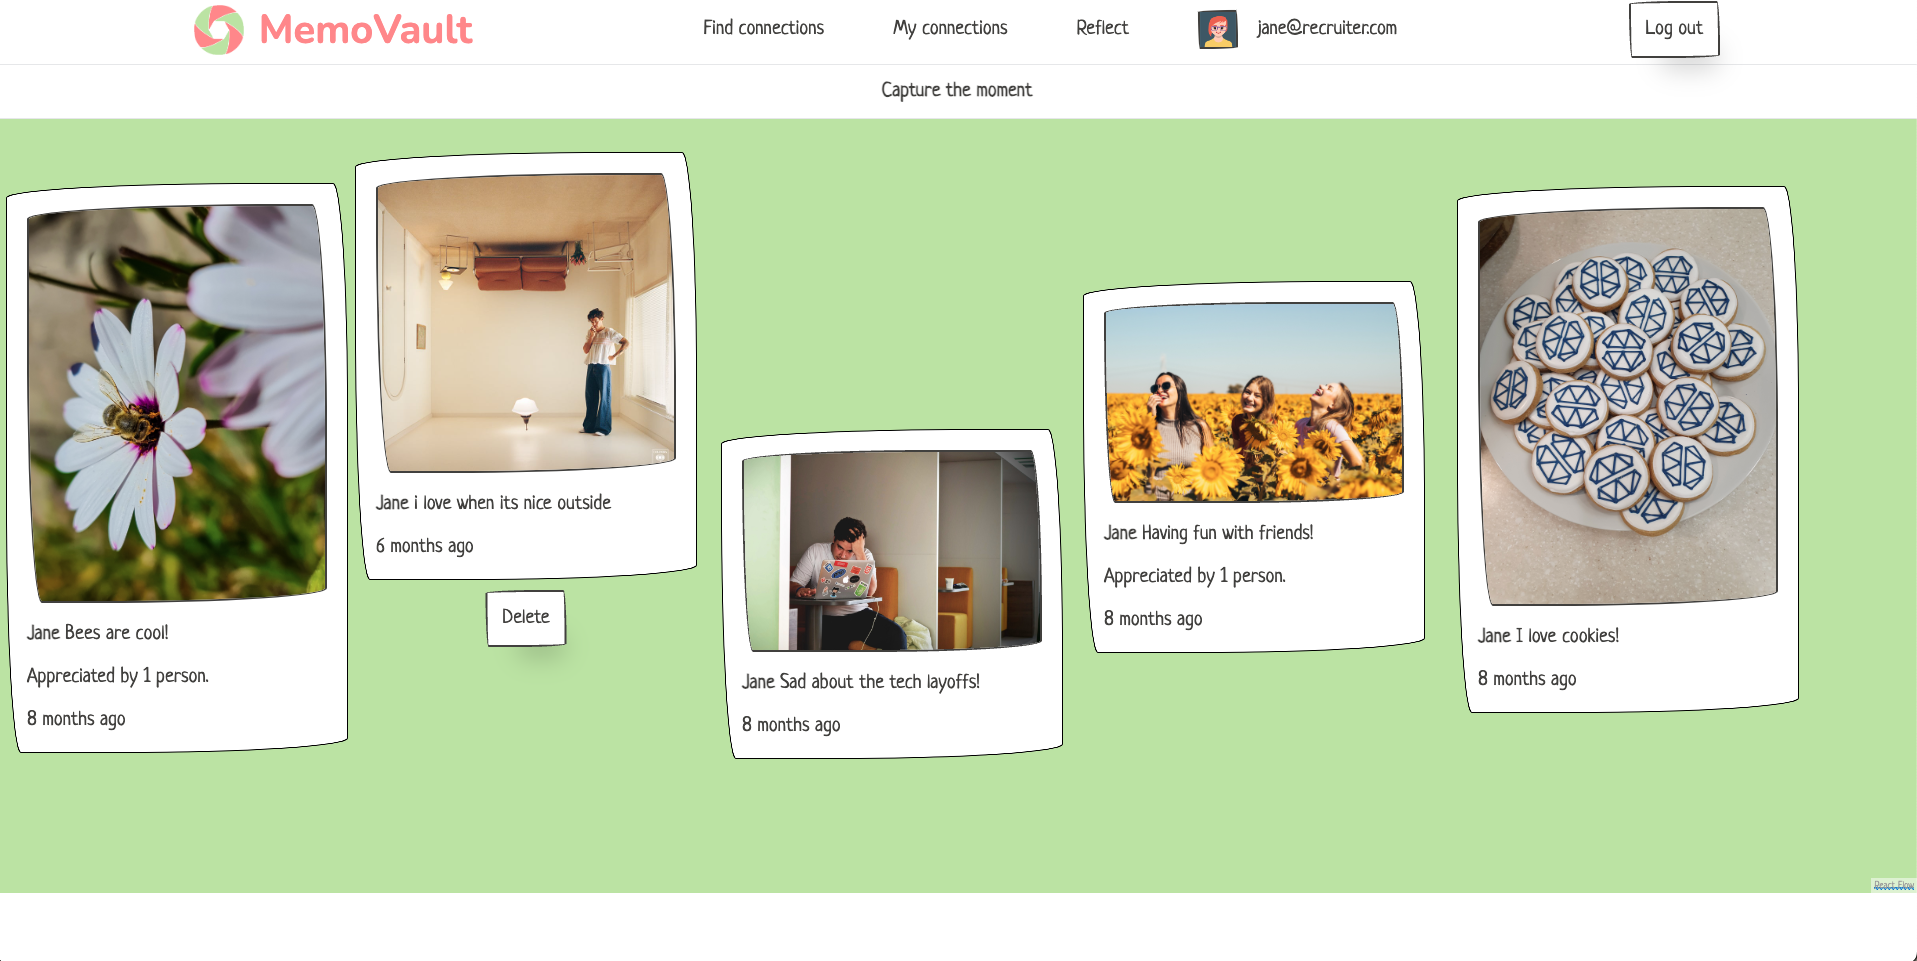 MemoVault
Find connections
My connections
Reflect
jane@recruiter.com
Log out
Capture the moment
Jane Bees are cool!
Appreciated by 1 person.
8 months ago
Jane i love when its nice outside
6 months ago
Delete
Jane Sad about the tech layoffs!
8 months ago
Jane Having fun with friends!
Appreciated by 1 person.
8 months ago
Jane I love cookies!
8 months ago
React Flow